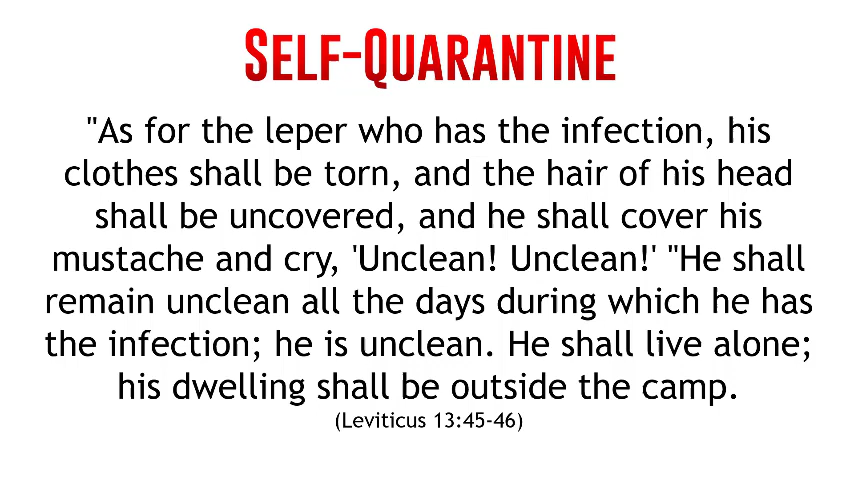 SELF-QUARANTINE
"As for the leper who has the infection, his
clothes shall be torn, and the hair of his head
shall be uncovered, and he shall cover his
mustache and cry, 'Unclean! Unclean!' "He shall
remain unclean all the days during which he has
the infection; he is unclean. He shall live alone;
his dwelling shall be outside the camp.
(Leviticus 13:45-46)